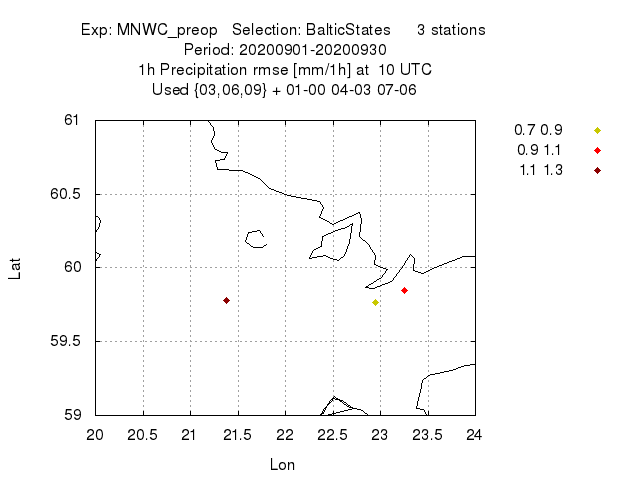 Exp: MNWC_preop Selection: BalticStates 3 stations
Period: 20200901-20200930
1h Precipitation rmse [mm/1h] at 10 UTC
Used {03,06,09} + 01-00 04-03 07-06
0.7 0.9
0.9 1.1
1.1 1.3
61
60.5
60
59.5
59
Lat
20 20.5 21 21.5 22 22.5 23 23.5 24
Lon